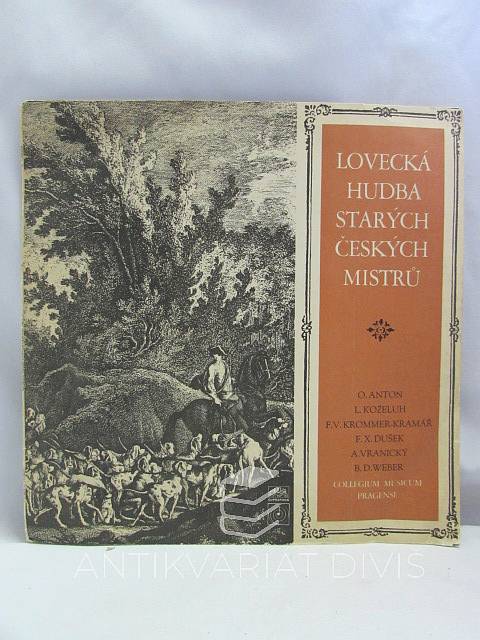 LOVECKÁ
HUDBA
STARÝCH
ČESKÝCH
MISTRŮ
O. ANTON
L. KOŽELUH
F. V. KROMMER-KRAMÁŘ
F. X. DUŠEK
A. VRANICKÝ
B. D. WEBER
COLLEGIUM MUSICUM
PRAGENSE
ANTIKVARIÁT DIVIS